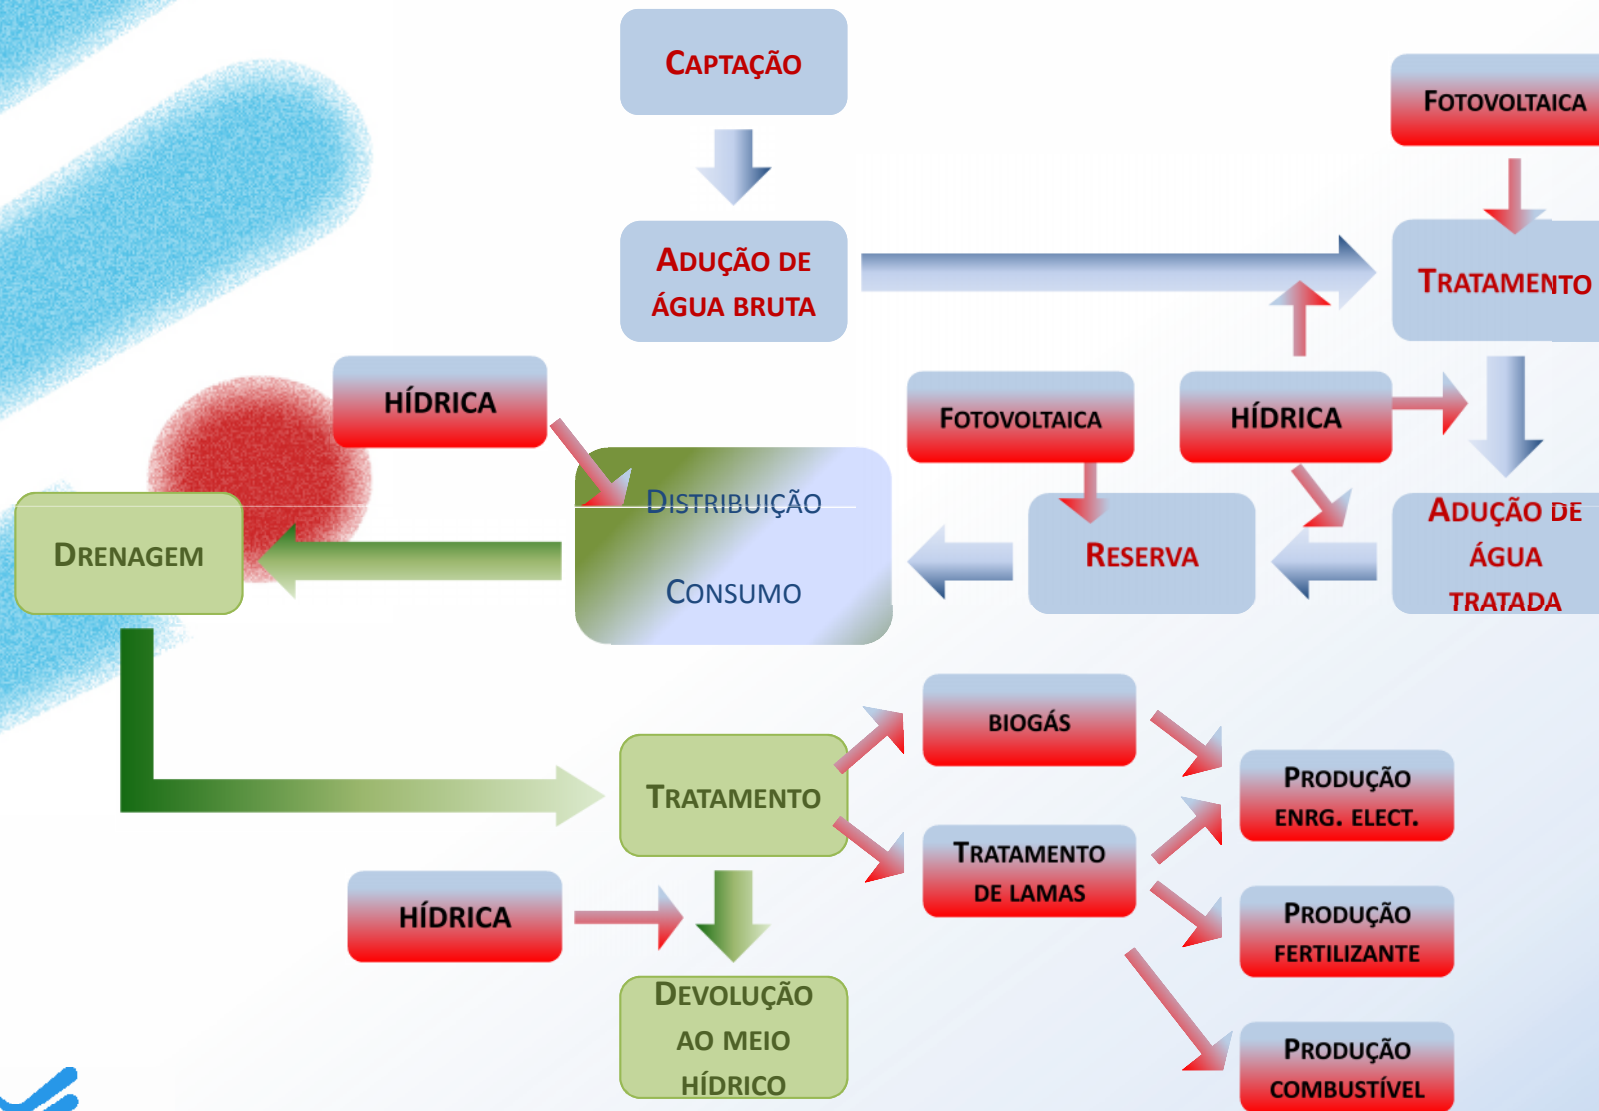 CAPTAÇÃO
FOTOVOLTAICA
ADUÇÃO DE
ÁGUA BRUTA
TRATAMENTO
HÍDRICA
FOTOVOLTAICA
HÍDRICA
DISTRIBUIÇÃO
CONSUMO
DRENAGEM
RESERVA
ADUÇÃO DE
ÁGUA
TRATADA
BIOGÁS
TRATAMENTO
PRODUÇÃO
ENRG. ELECT.
TRATAMENTO
DE LAMAS
HÍDRICA
PRODUÇÃO
FERTILIZANTE
DEVOLUÇÃO
AO MEIO
HÍDRICO
PRODUÇÃO
COMBUSTÍVEL